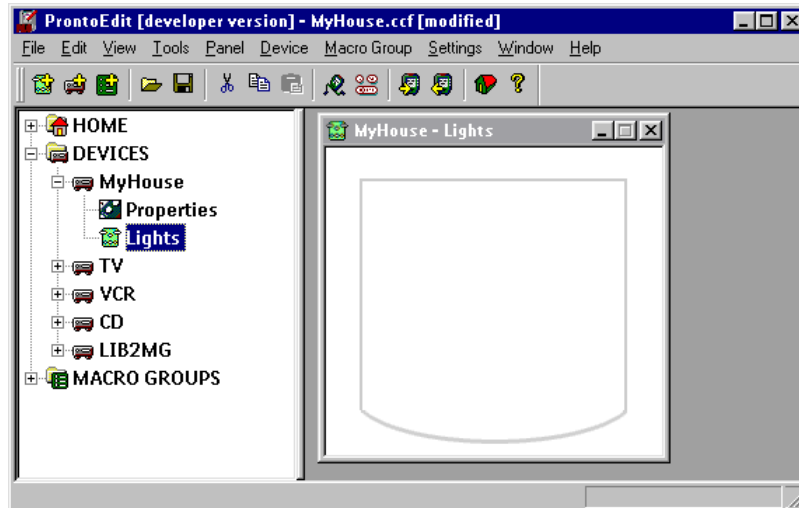 ProntoEdit [developer version] - MyHouse.ccf [modified]
File Edit View Tools Panel Device Macro Group Settings Window Help
HOME
DEVICES
MyHouse
Properties
Lights
TV
VCR
CD
LIB2MG
MACRO GROUPS
MyHouse - Lights